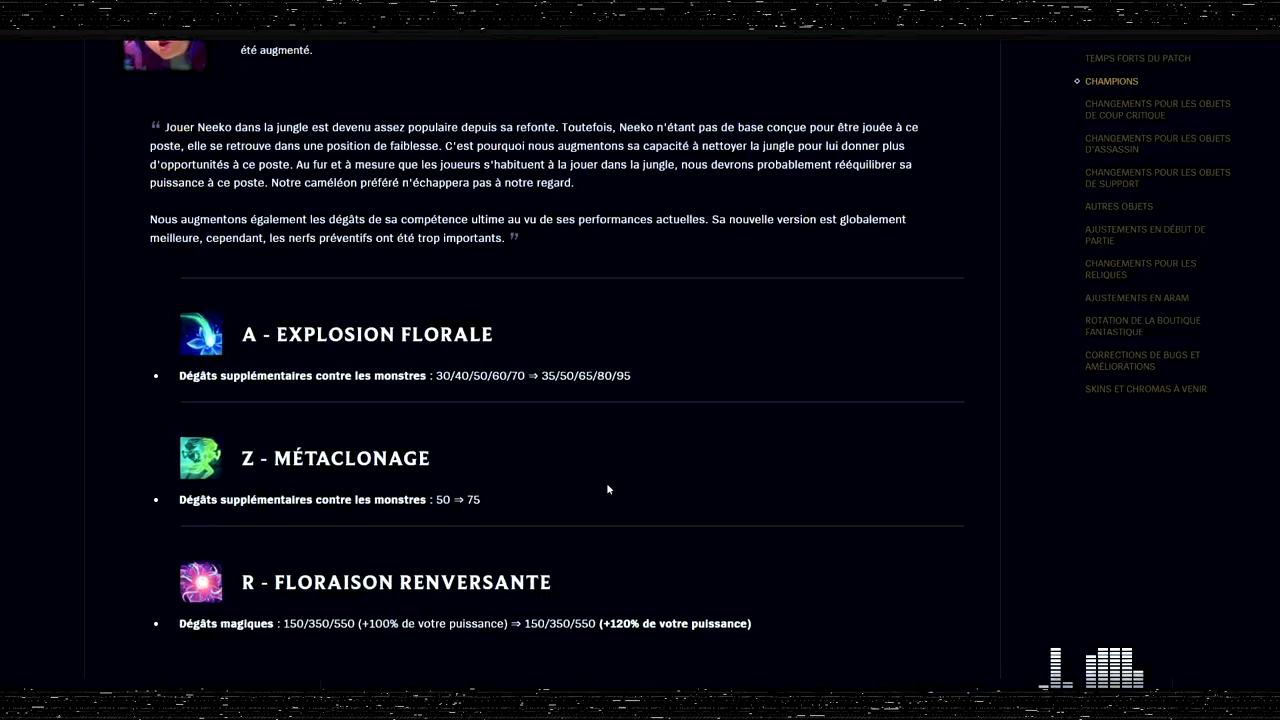 été augmenté.
“ Jouer Neeko dans la jungle est devenu assez populaire depuis sa refonte. Toutefois, Neeko n'étant pas de base conçue pour être jouée à ce
poste, elle se retrouve dans une position de faiblesse. C'est pourquoi nous augmentons sa capacité à nettoyer la jungle pour lui donner plus
d'opportunités à ce poste. Au fur et à mesure que les joueurs s'habituent à la jouer dans la jungle, nous devrons probablement rééquilibrer sa
puissance à ce poste. Notre caméléon préféré n'échappera pas à notre regard.
Nous augmentons également les dégâts de sa compétence ultime au vu de ses performances actuelles. Sa nouvelle version est globalement
meilleure, cependant, les nerfs préventifs ont été trop importants. ”
A - EXPLOSION FLORALE
• Dégâts supplémentaires contre les monstres : 30/40/50/60/70 ⇒ 35/50/65/80/95
Z - MÉTACLONAGE
• Dégâts supplémentaires contre les monstres : 50 ⇒ 75
R - FLORAISON RENVERSANTE
• Dégâts magiques : 150/350/550 (+100% de votre puissance) ⇒ 150/350/550 (+120% de votre puissance)
TEMPS FORTS DU PATCH
CHAMPIONS
CHANGEMENTS POUR LES OBJETS
DE COUP CRITIQUE
CHANGEMENTS POUR LES OBJETS
D'ASSASSIN
CHANGEMENTS POUR LES OBJETS
DE SUPPORT
AUTRES OBJETS
AJUSTEMENTS EN DÉBUT DE
PARTIE
CHANGEMENTS POUR LES
RELIQUES
AJUSTEMENTS EN ARAM
ROTATION DE LA BOUTIQUE
FANTASTIQUE
CORRECTIONS DE BUGS ET
AMÉLIORATIONS
SKINS ET CHROMAS À VENIR